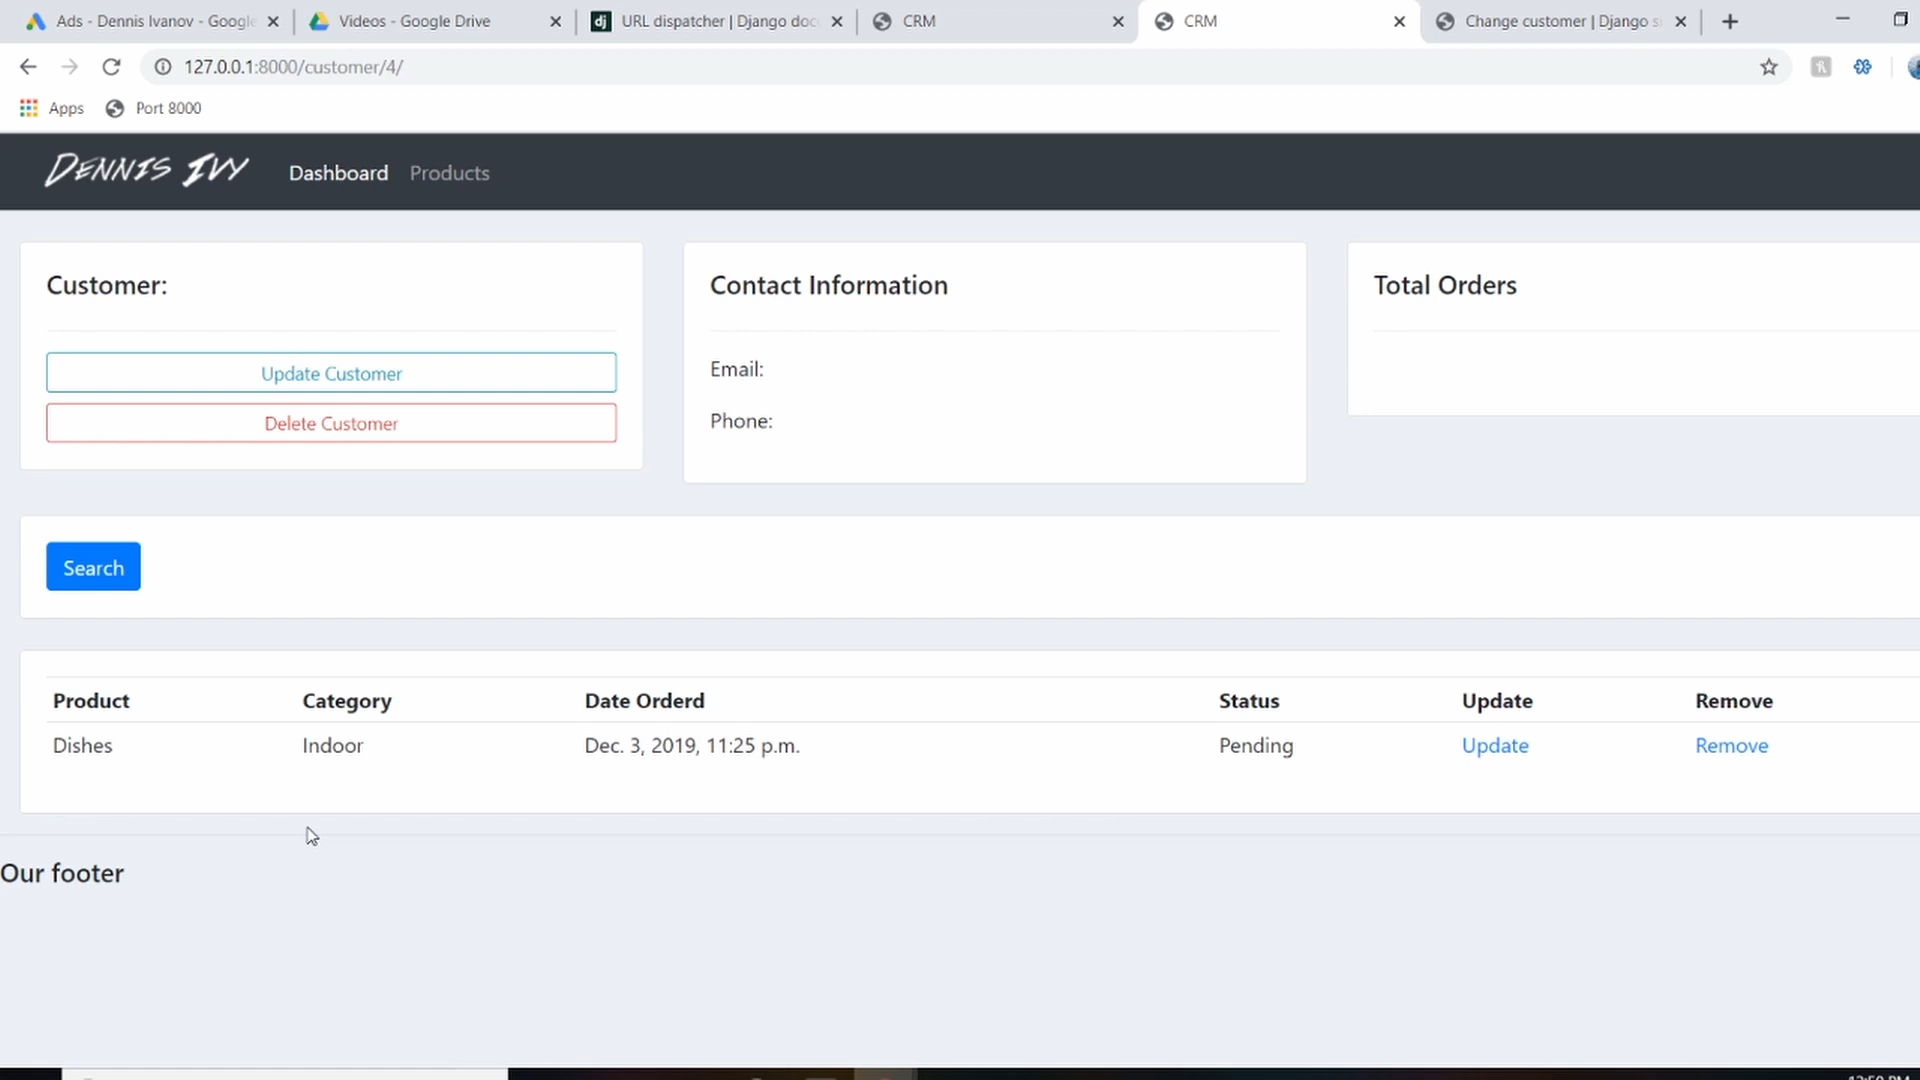 Ads - Dennis Ivanov - Google
Videos - Google Drive
URL dispatcher | Django doc
CRM
CRM
Change customer | Django s
127.0.0.1:8000/customer/4/
Apps
Port 8000
DENNIS IVY
Dashboard
Products
Customer:
Update Customer
Delete Customer
Contact Information
Email:
Phone:
Total Orders
Search
Product Category Date Orderd Status Update Remove
Dishes Indoor Dec. 3, 2019, 11:25 p.m. Pending Update Remove
Our footer